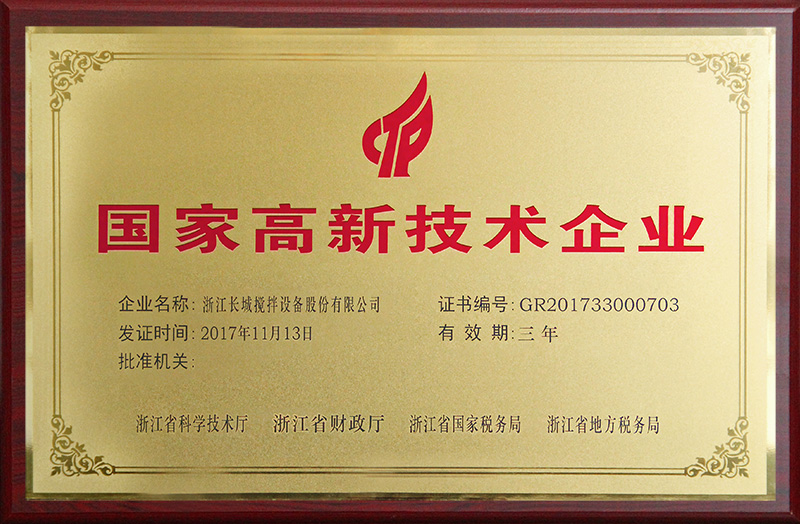 CTP
国家高新技术企业
企业名称: 浙江长城搅拌设备股份有限公司 证书编号: GR201733000703
发证时间: 2017年11月13日 有 效 期: 三 年
批准机关:
浙江省科学技术厅 浙江省财政厅 浙江省国家税务局 浙江省地方税务局